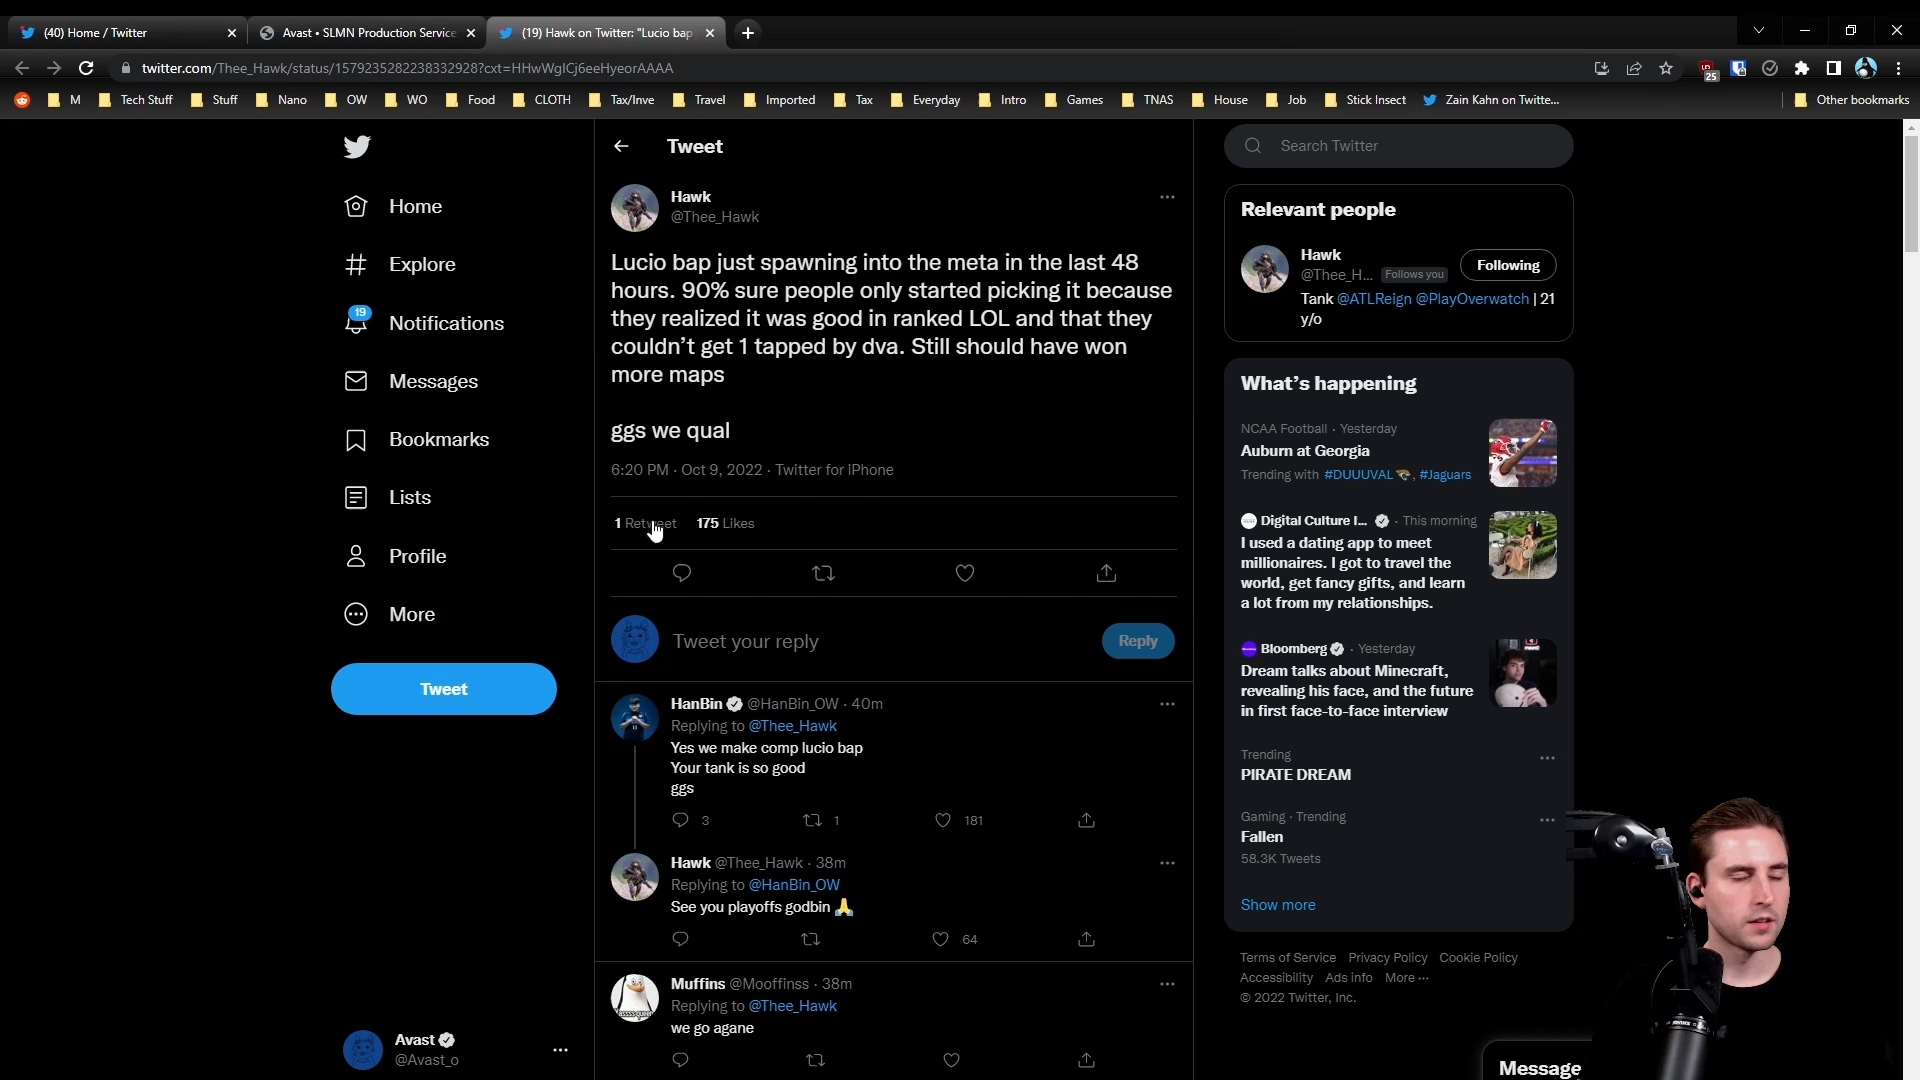 (40) Home / Twitter
Avast • SLMN Production Service
(19) Hawk on Twitter: "Lucio bap
twitter.com/Thee_Hawk/status/1579235282238332928?cxt=HHwWgICj6eeHyeorAAAA
25
M
Tech Stuff
Stuff
Nano
OW
WO
Food
CLOTH
Tax/Inve
Travel
Imported
Tax
Everyday
Intro
Games
TNAS
House
Job
Stick Insect
Zain Kahn on Twitte...
Other bookmarks
Home
Explore
19
Notifications
Messages
Bookmarks
Lists
Profile
More
Tweet
Avast
@Avast_o
Tweet
Hawk
@Thee_Hawk
Lucio bap just spawning into the meta in the last 48
hours. 90% sure people only started picking it because
they realized it was good in ranked LOL and that they
couldn't get 1 tapped by dva. Still should have won
more maps
ggs we qual
6:20 PM · Oct 9, 2022 · Twitter for iPhone
1 Retweet 175 Likes
Tweet your reply
Reply
HanBin @HanBin_OW · 40m
Replying to @Thee_Hawk
Yes we make comp lucio bap
Your tank is so good
ggs
3 1 181
Hawk @Thee_Hawk · 38m
Replying to @HanBin_OW
See you playoffs godbin 🙏
64
Muffins @Mooffinss · 38m
Replying to @Thee_Hawk
we go agane
Search Twitter
Relevant people
Hawk
@Thee_H... Follows you
Following
Tank @ATLReign @PlayOverwatch | 21
y/o
What's happening
NCAA Football · Yesterday
Auburn at Georgia
Trending with #DUUUVAL, #Jaguars
Digital Culture I... · This morning
I used a dating app to meet
millionaires. I got to travel the
world, get fancy gifts, and learn
a lot from my relationships.
Bloomberg · Yesterday
Dream talks about Minecraft,
revealing his face, and the future
in first face-to-face interview
Trending
PIRATE DREAM
Gaming · Trending
Fallen
58.3K Tweets
Show more
Terms of Service Privacy Policy Cookie Policy
Accessibility Ads info More ···
© 2022 Twitter, Inc.
Message